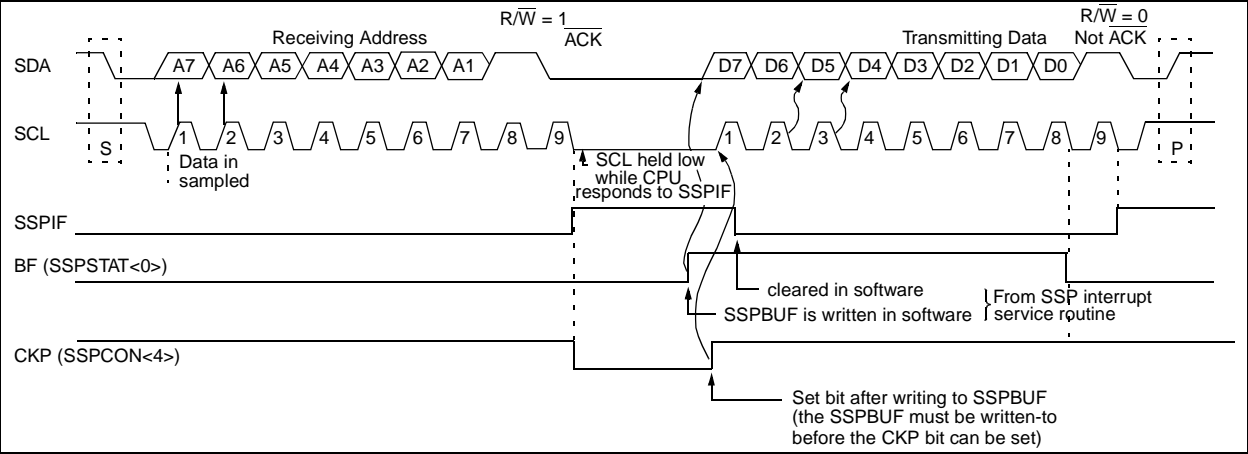 R/W = 1
R/W = 0
Receiving Address
ACK
Transmitting Data
Not ACK
SDA
A7 A6 A5 A4 A3 A2 A1
D7 D6 D5 D4 D3 D2 D1 D0
SCL
S
1 2 3 4 5 6 7 8 9
1 2 3 4 5 6 7 8 9
P
Data in
sampled
SCL held low
while CPU
responds to SSPIF
SSPIF
BF (SSPSTAT<0>)
cleared in software
SSPBUF is written in software
From SSP interrupt
service routine
CKP (SSPCON<4>)
Set bit after writing to SSPBUF
(the SSPBUF must be written-to
before the CKP bit can be set)